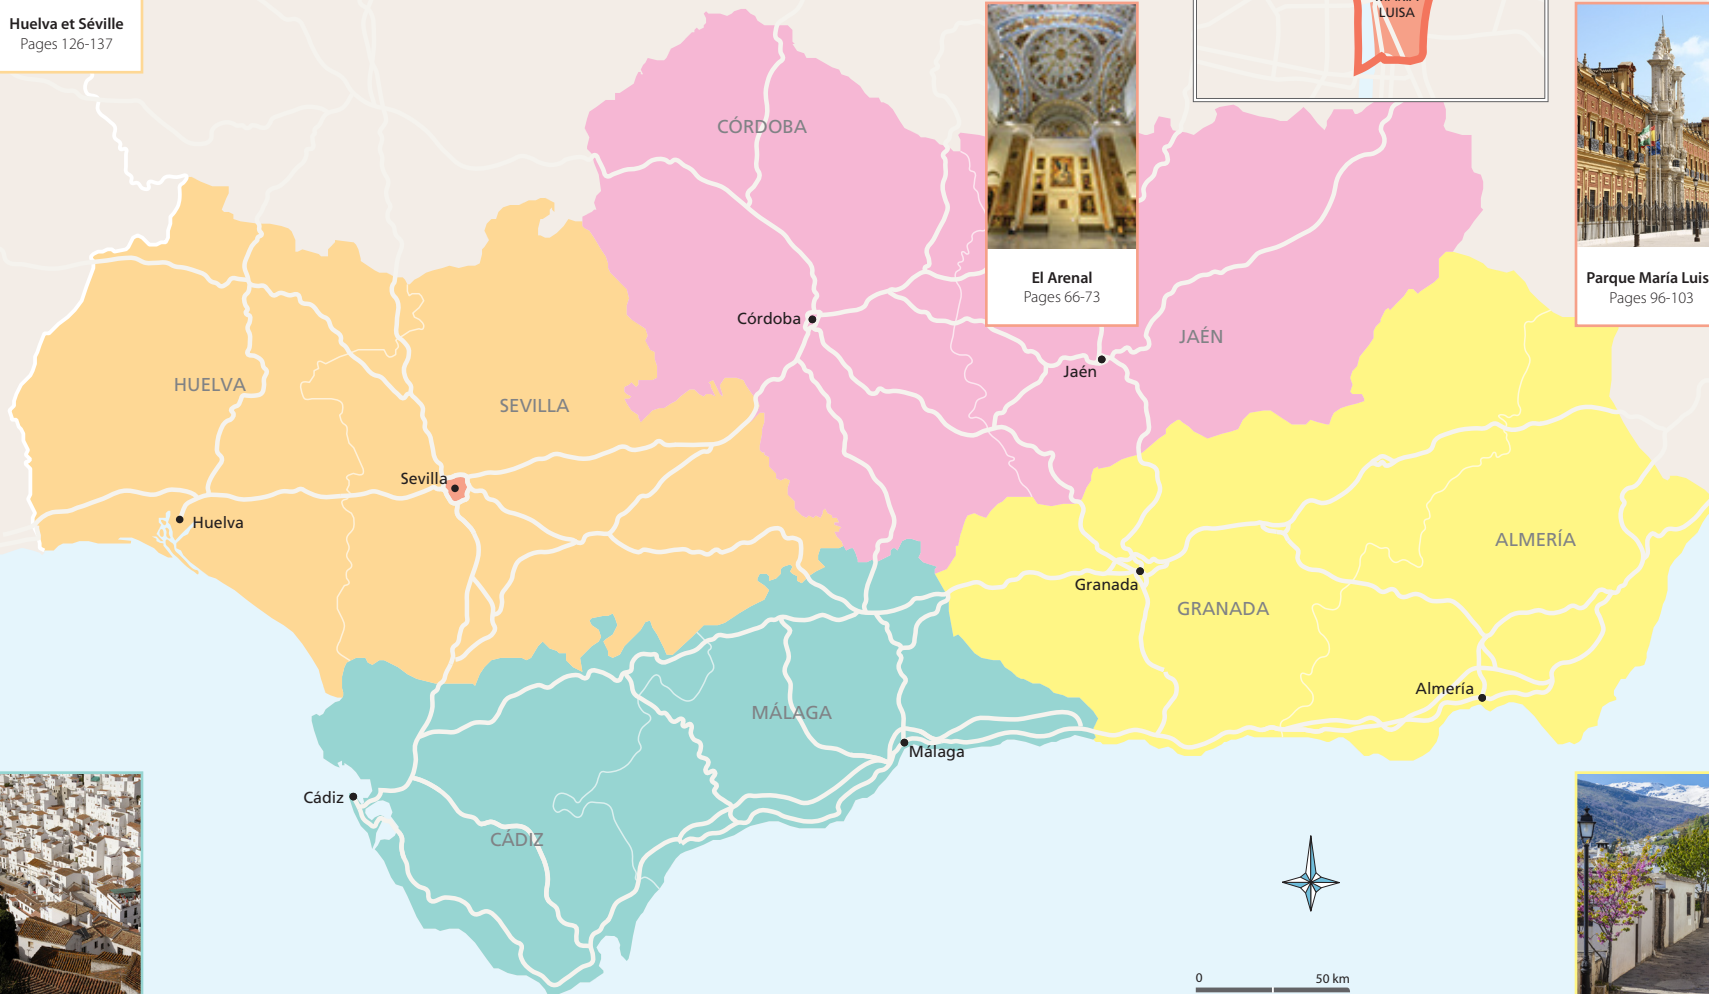 Huelva et Séville
Pages 126-137
LUISA
El Arenal
Pages 66-73
Pages 96-103
CÓRDOBA
Córdoba
JAÉN
Jaén
HUELVA
SEVILLA
Sevilla
Huelva
ALMERÍA
Granada
GRANADA
Almería
MÁLAGA
Málaga
Cádiz
CÁDIZ
0
50 km
Parque María Luis